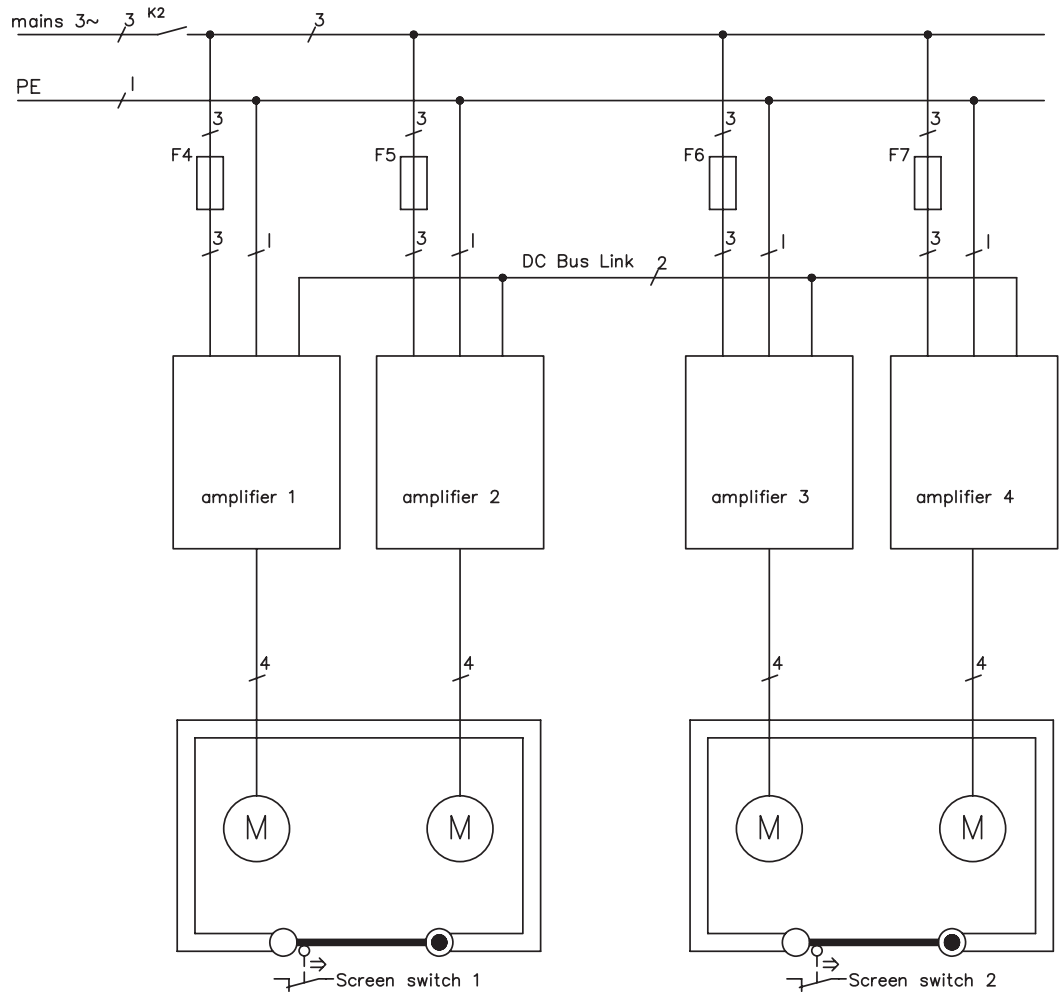 mains 3~ 3 K2 3
PE 1
3 3 3 3
F4 F5 F6 F7
3 1 3 1 3 1 3 1
DC Bus Link 2
amplifier 1 amplifier 2 amplifier 3 amplifier 4
4 4 4 4
M M M M
Screen switch 1 Screen switch 2